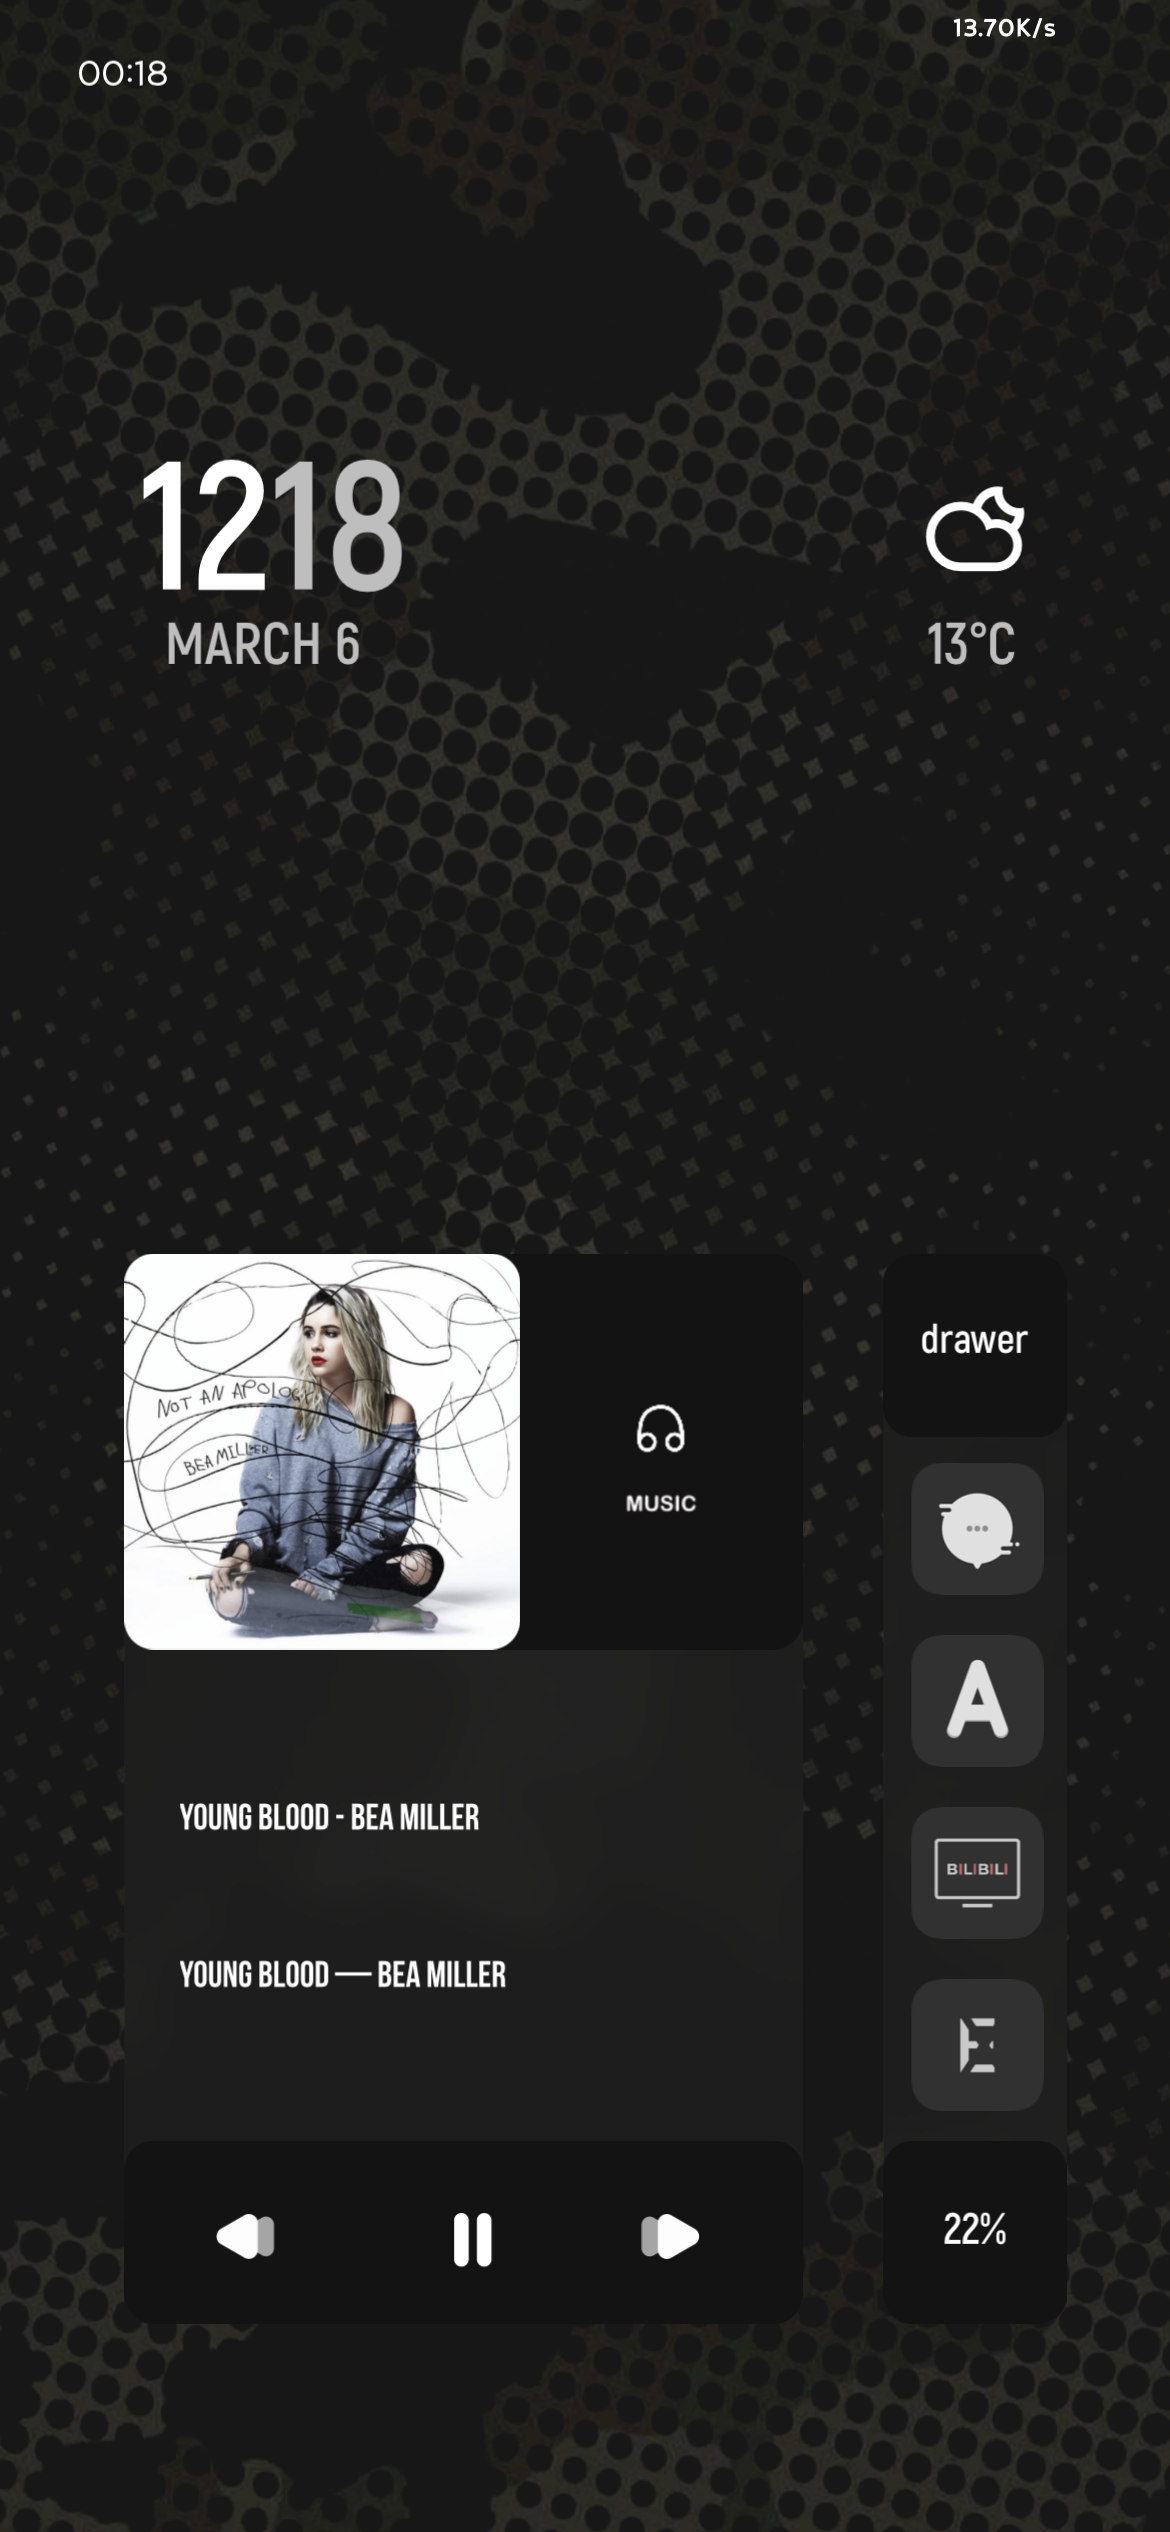 13.70K/s
00:18
1218
MARCH 6
13°C
NOT AN APOLOGY
BEA MILLER
MUSIC
drawer
A
YOUNG BLOOD - BEA MILLER
BILIBILI
YOUNG BLOOD — BEA MILLER
E
22%